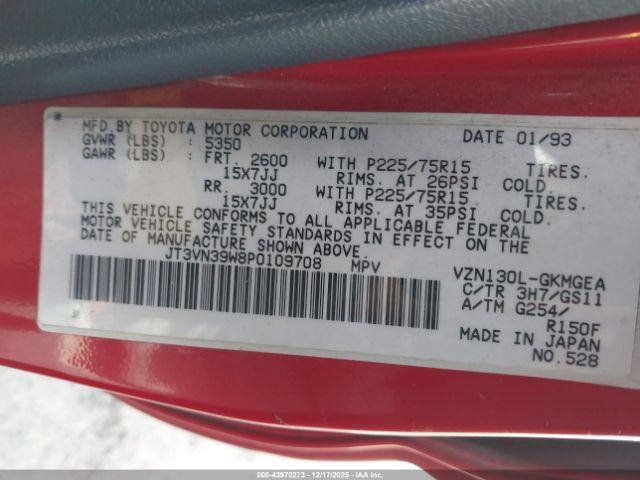 MFD.BY TOYOTA MOTOR CORPORATION DATE 01/93
GVWR (LBS) : 5350
GAWR (LBS) : FRT. 2600 WITH P225/75R15 TIRES.
15X7JJ RIMS. AT 26PSI COLD.
RR. 3000 WITH P225/75R15 TIRES.
15X7JJ RIMS. AT 35PSI COLD.
THIS VEHICLE CONFORMS TO ALL APPLICABLE FEDERAL
MOTOR VEHICLE SAFETY STANDARDS IN EFFECT ON THE
DATE OF MANUFACTURE SHOWN ABOVE.
JT3VN39W8P0109708 MPV
VZN130L-GKMGEA
C/TR 3H7/GS11
A/TM G254/
R150F
MADE IN JAPAN
NO.528
000-43970273 - 12/17/2025 - IAAI.COM